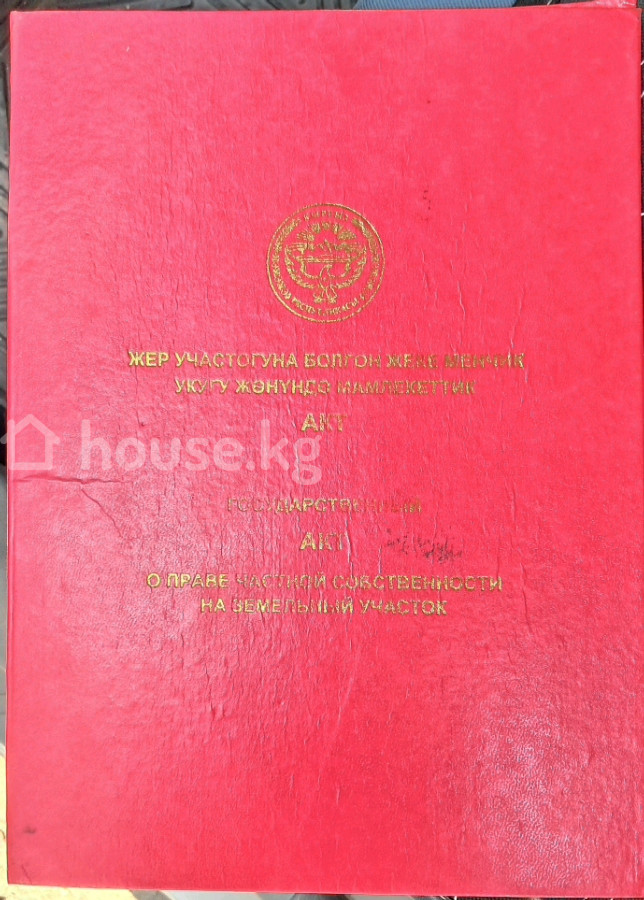 ЖЕР УЧАСТОГУНА БОЛГОН ЖЕКЕ МЕНЧИК
УКУГУ ЖӨНҮНДӨ МАМЛЕКЕТТИК
АКТ
house.kg
ГОСУДАРСТВЕННЫЙ
АКТ
О ПРАВЕ ЧАСТНОЙ СОБСТВЕННОСТИ
НА ЗЕМЕЛЬНЫЙ УЧАСТОК